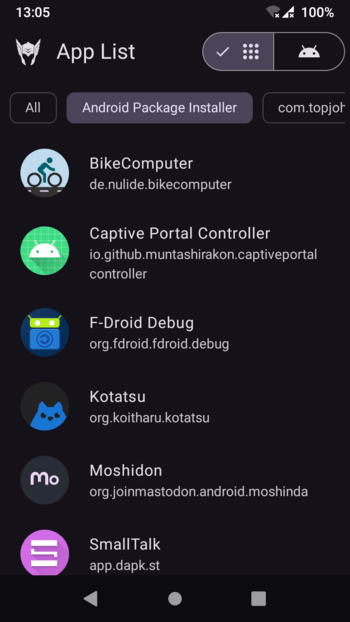 13:05
100%
App List
All
Android Package Installer
com.topjoh
BikeComputer
de.nulide.bikecomputer
Captive Portal Controller
io.github.muntashirakon.captiveportal
controller
F-Droid Debug
org.fdroid.fdroid.debug
Kotatsu
org.koitharu.kotatsu
Mo
Moshidon
org.joinmastodon.android.moshinda
SmallTalk
app.dapk.st